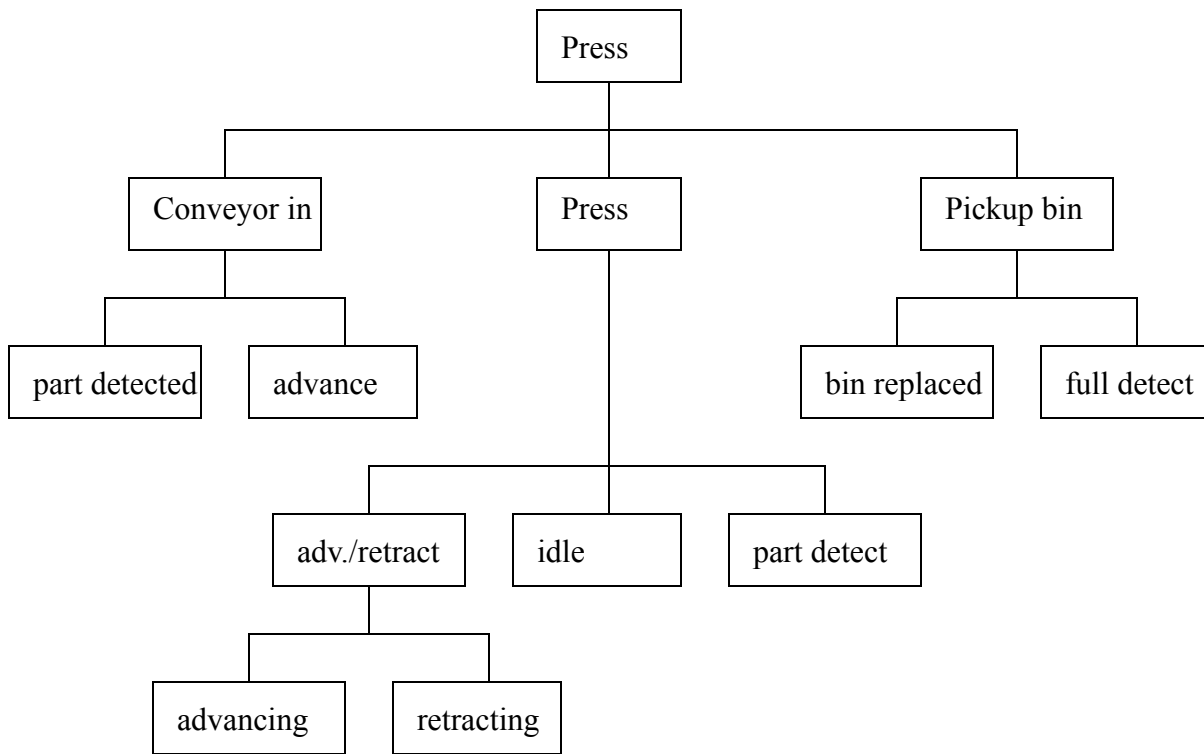 Press
Conveyor in
Press
Pickup bin
part detected
advance
bin replaced
full detect
adv./retract
idle
part detect
advancing
retracting